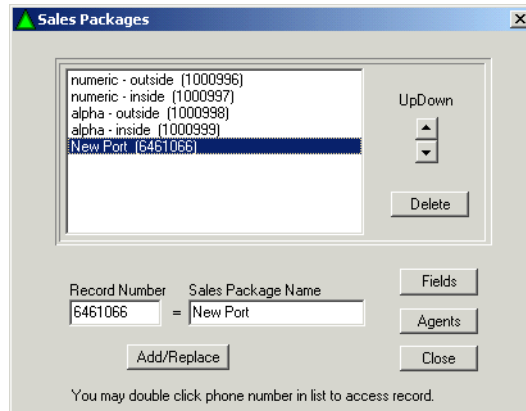 Sales Packages
numeric - outside (1000996)
numeric - inside (1000997)
alpha - outside (1000998)
alpha - inside (1000999)
New Port (6461066)
UpDown
Delete
Record Number
Sales Package Name
6461066 = New Port
Add/Replace
Fields
Agents
Close
You may double click phone number in list to access record.